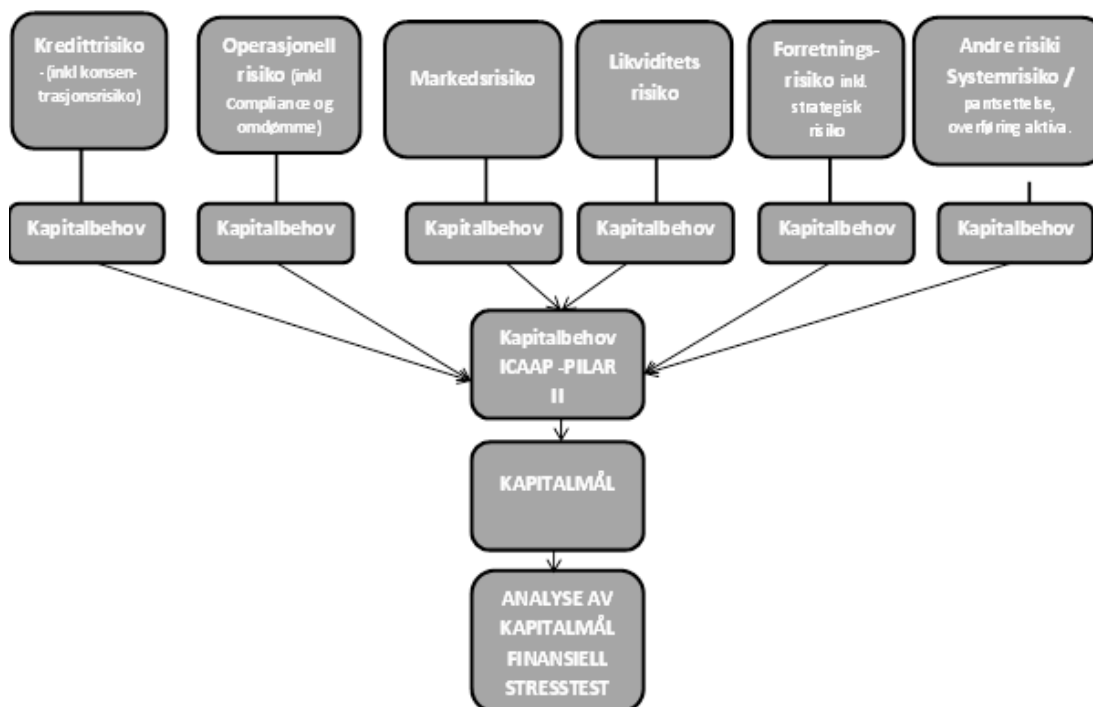 Kredittrisiko
- (inkl konsen-
trasjonsrisiko)
Operasjonell
risiko (inkl
Compliance og
omdømme)
Markedsrisiko
Likviditets
risiko
Forretnings-
risiko inkl.
strategisk
risiko
Andre risiki
Systemrisiko /
pantsettelse,
overføring aktiva.
Kapitalbehov
Kapitalbehov
Kapitalbehov
Kapitalbehov
Kapitalbehov
Kapitalbehov
Kapitalbehov
ICAAP -PILAR
II
KAPITALMÅL
ANALYSE AV
KAPITALMÅL
FINANSIELL
STRESSTEST